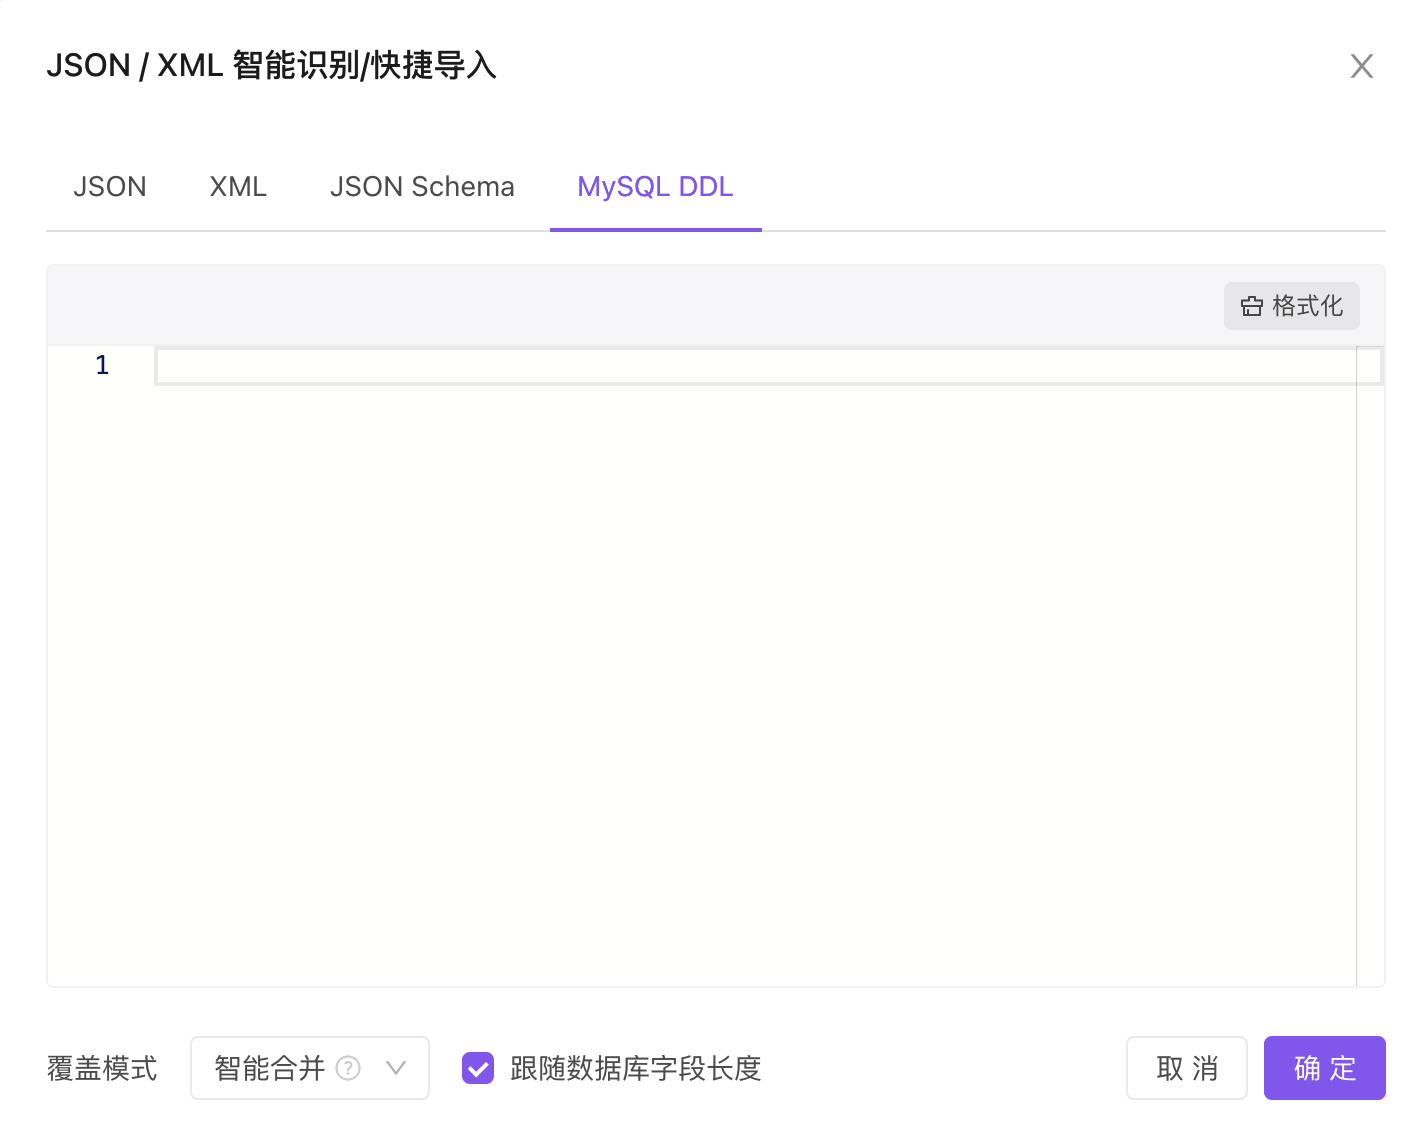 JSON / XML 智能识别/快捷导入
JSON XML JSON Schema MySQL DDL
格式化
1
覆盖模式 智能合并 ? 跟随数据库字段长度 取 消 确 定